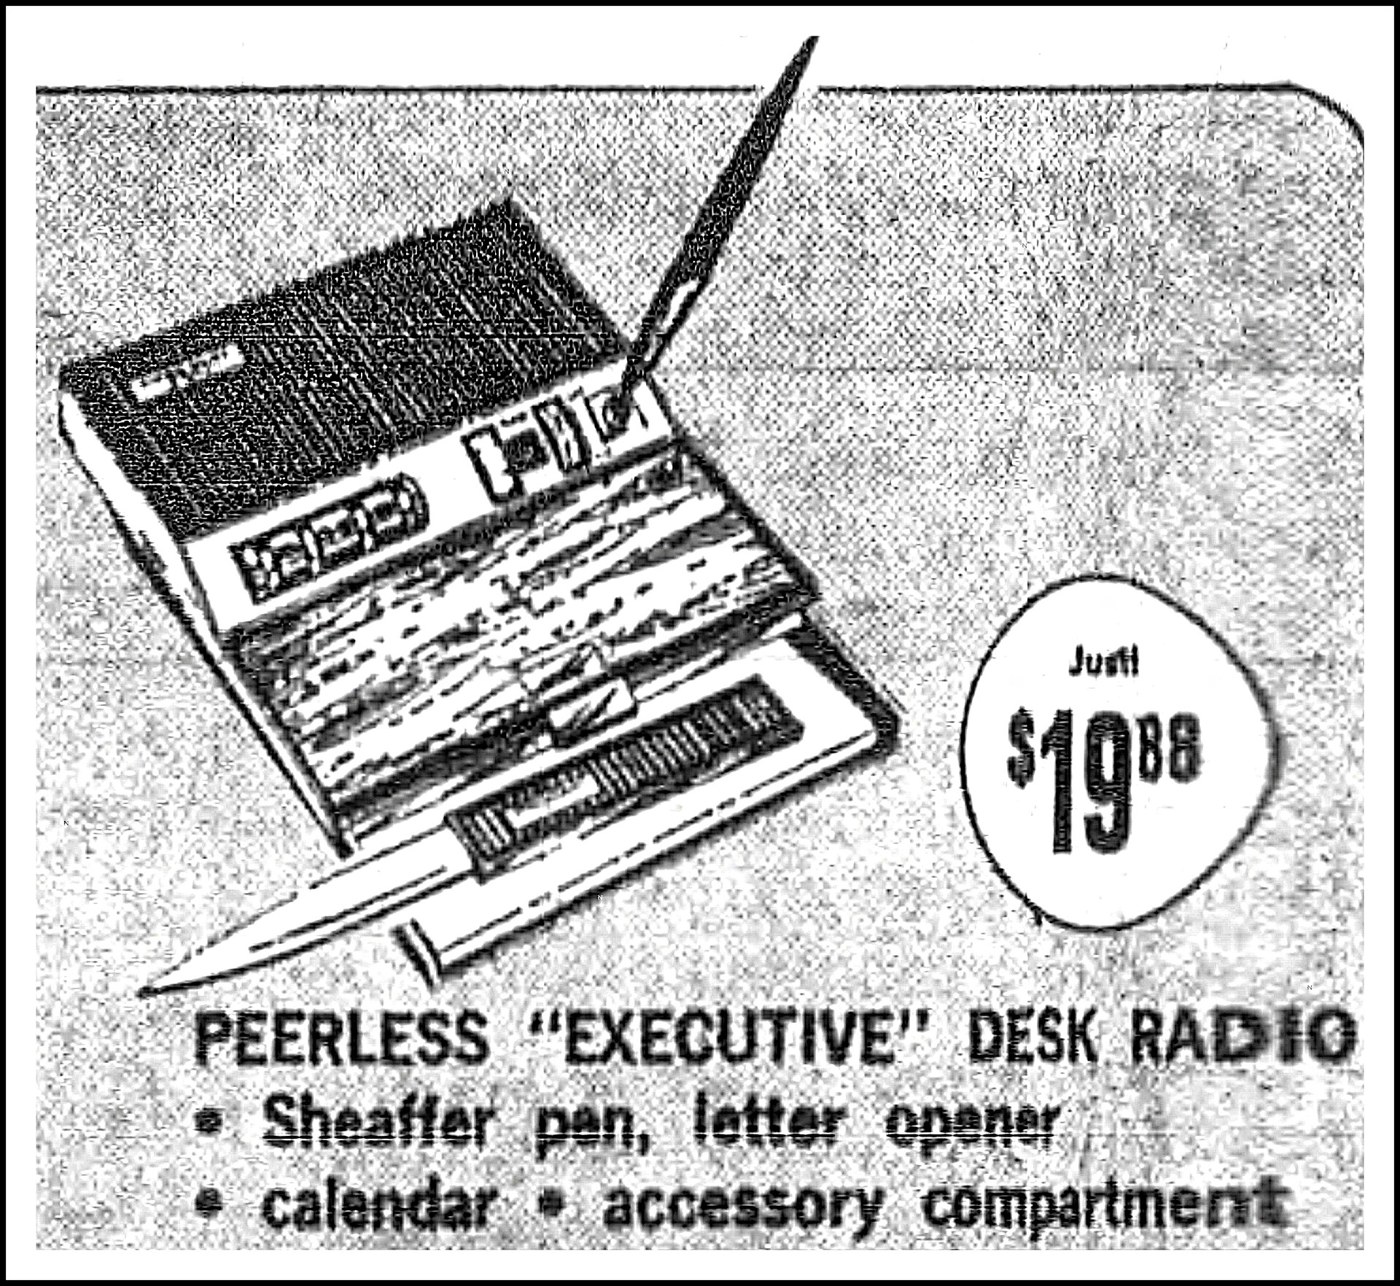 Just!
$19.88
PEERLESS "EXECUTIVE" DESK RADIO
• Sheaffer pen, letter opener
• calendar • accessory compartment